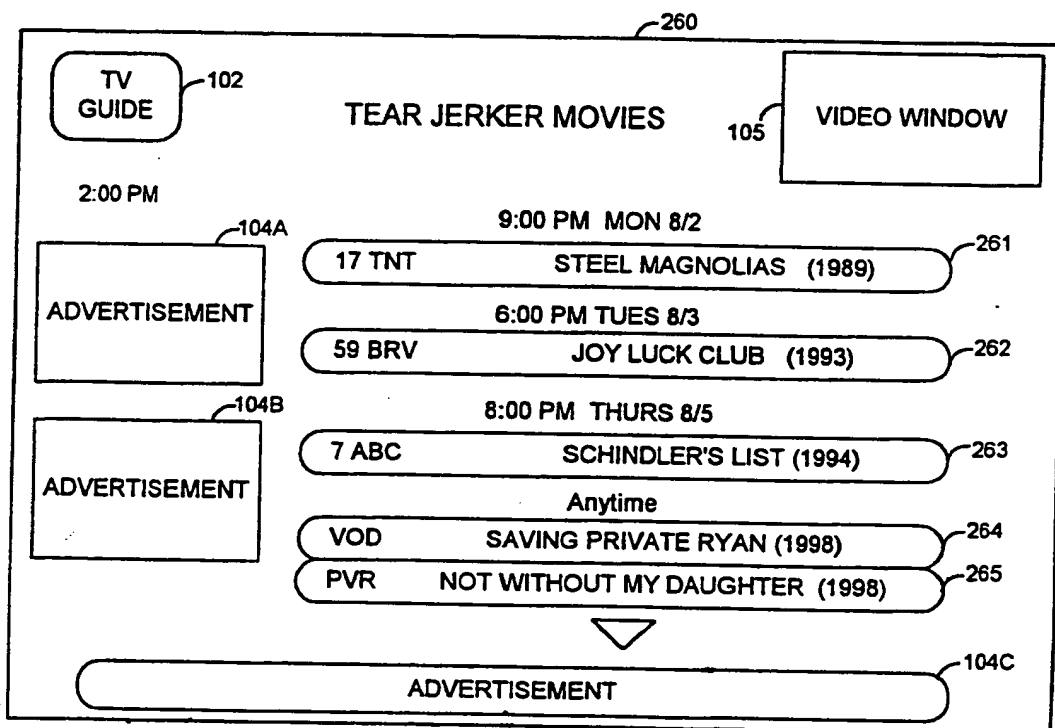 260
TV
GUIDE
102
TEAR JERKER MOVIES
105
VIDEO WINDOW
2:00 PM
104A
ADVERTISEMENT
9:00 PM MON 8/2
17 TNT STEEL MAGNOLIAS (1989)
261
6:00 PM TUES 8/3
59 BRV JOY LUCK CLUB (1993)
262
104B
ADVERTISEMENT
8:00 PM THURS 8/5
7 ABC SCHINDLER'S LIST (1994)
263
Anytime
VOD SAVING PRIVATE RYAN (1998)
264
PVR NOT WITHOUT MY DAUGHTER (1998)
265
104C
ADVERTISEMENT